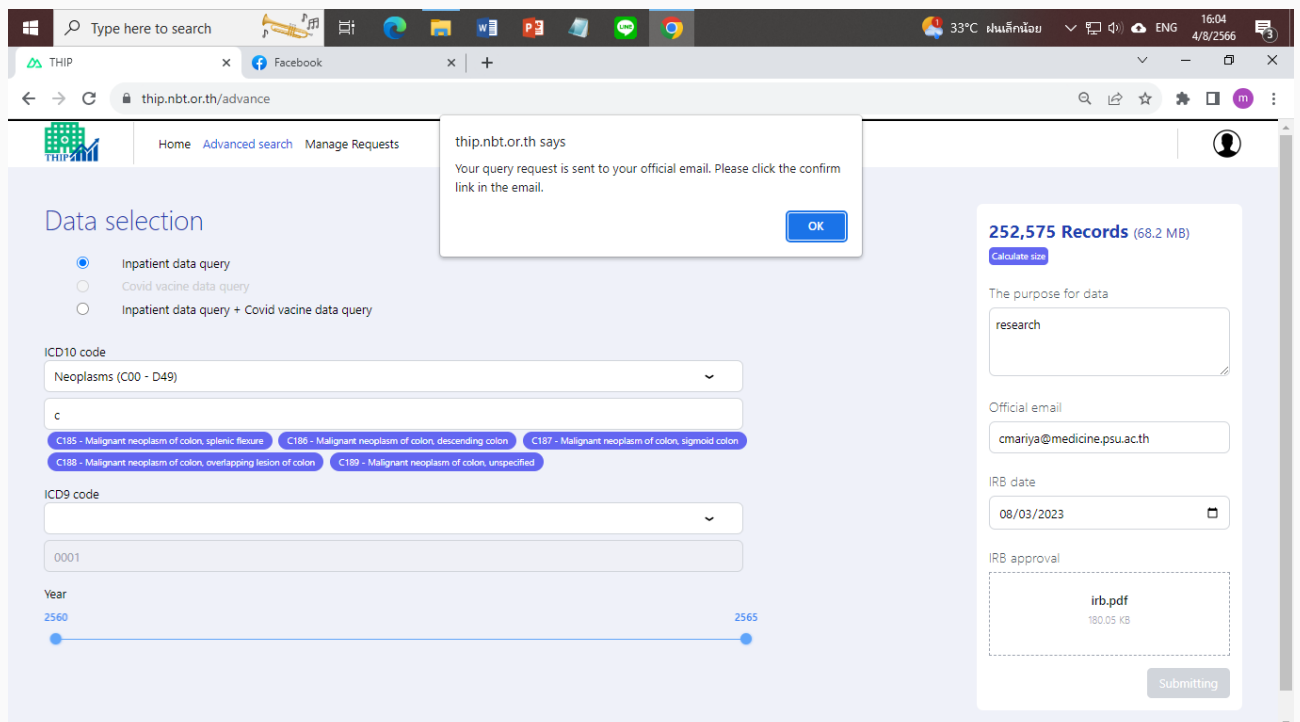 Type here to search
33°C ฝนเล็กน้อย
ENG
16:04
4/8/2566
3
THIP
Facebook
thip.nbt.or.th/advance
m
THIP
Home Advanced search Manage Requests
thip.nbt.or.th says
Your query request is sent to your official email. Please click the confirm
link in the email.
OK
Data selection
Inpatient data query
Covid vacine data query
Inpatient data query + Covid vacine data query
ICD10 code
Neoplasms (C00 - D49)
c
C185 - Malignant neoplasm of colon, splenic flexure
C186 - Malignant neoplasm of colon, descending colon
C187 - Malignant neoplasm of colon, sigmoid colon
C188 - Malignant neoplasm of colon, overlapping lesion of colon
C189 - Malignant neoplasm of colon, unspecified
ICD9 code
0001
Year
2560
2565
252,575 Records (68.2 MB)
Calculate size
The purpose for data
research
Official email
cmariya@medicine.psu.ac.th
IRB date
08/03/2023
IRB approval
irb.pdf
180.05 KB
Submitting